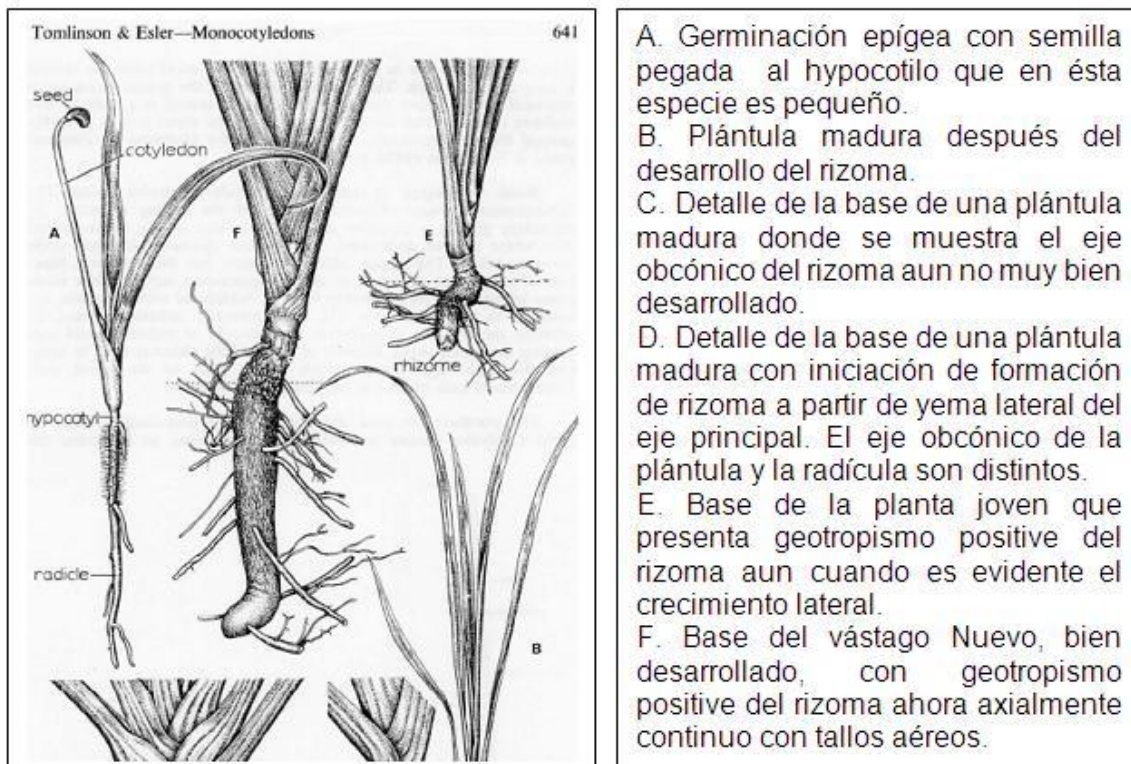 Tomlinson & Esler—Monocotyledons 641
seed
cotyledon
A
F
E
rhizome
hypocotyl
radicle
B
A. Germinación epígea con semilla
pegada al hypocotilo que en ésta
especie es pequeño.
B. Plántula madura después del
desarrollo del rizoma.
C. Detalle de la base de una plántula
madura donde se muestra el eje
obcónico del rizoma aun no muy bien
desarrollado.
D. Detalle de la base de una plántula
madura con iniciación de formación
de rizoma a partir de yema lateral del
eje principal. El eje obcónico de la
plántula y la radícula son distintos.
E. Base de la planta joven que
presenta geotropismo positive del
rizoma aun cuando es evidente el
crecimiento lateral.
F. Base del vástago Nuevo, bien
desarrollado, con geotropismo
positive del rizoma ahora axialmente
continuo con tallos aéreos.